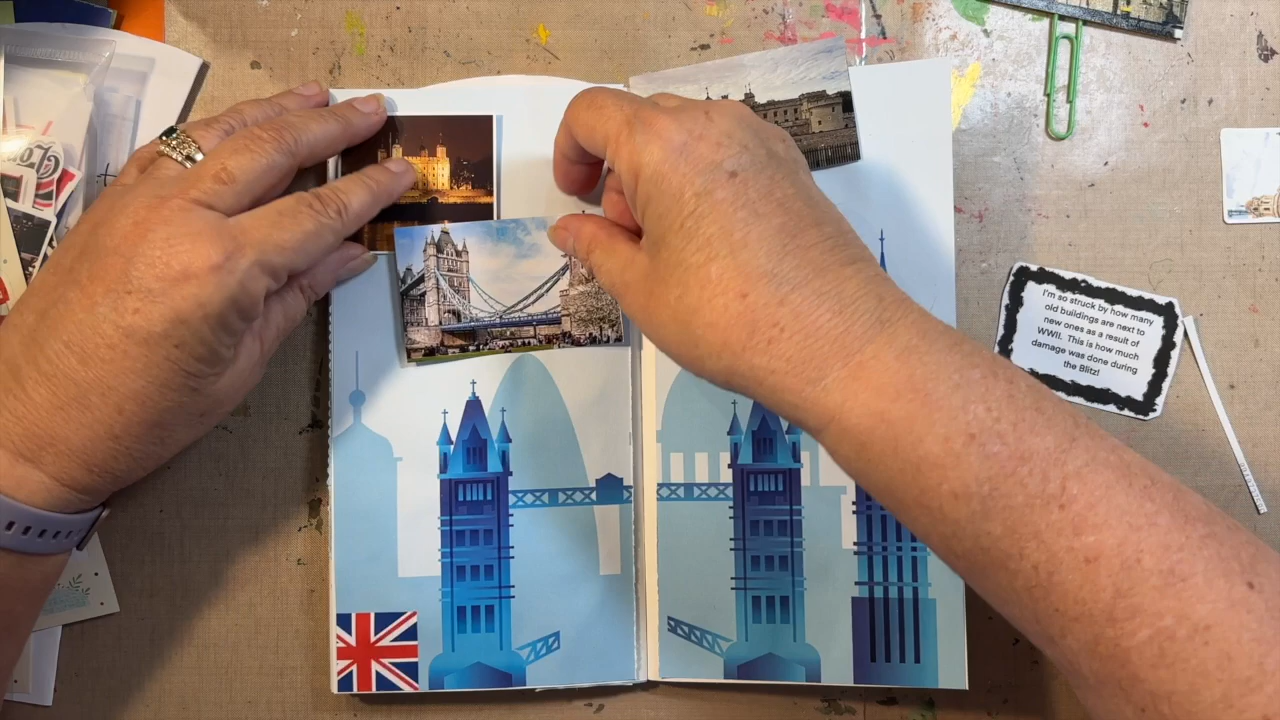 I'm so struck by how many
old buildings are next to
new ones as a result of
WWII. This is how much
damage was done during
the Blitz!